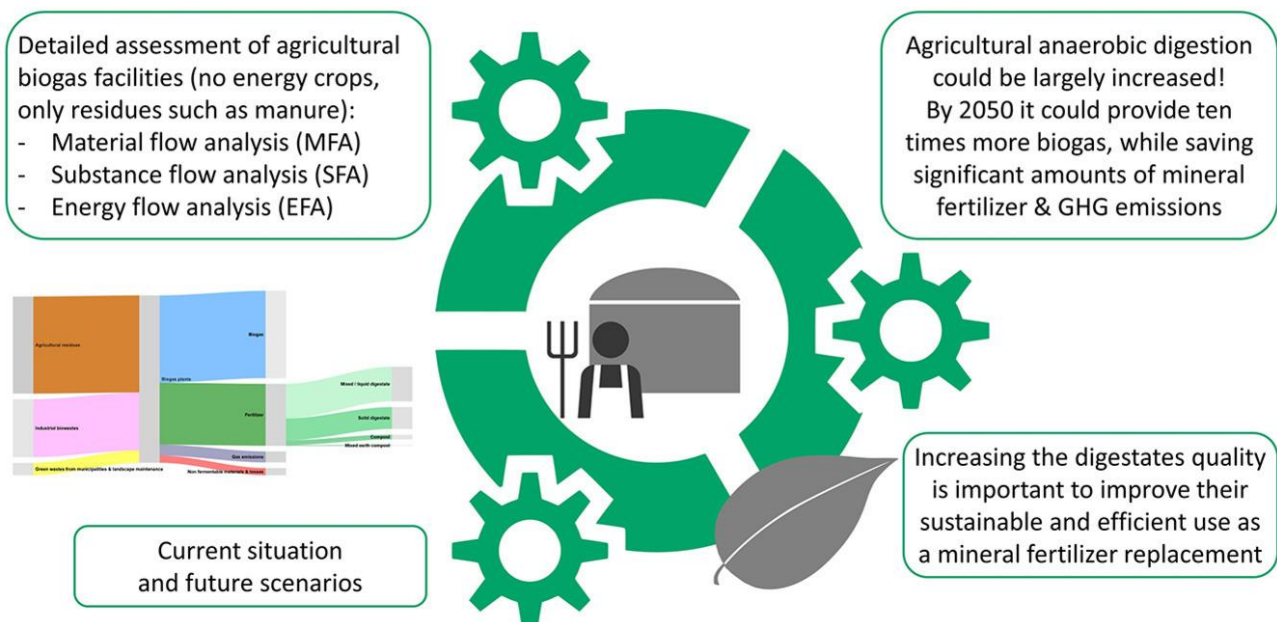 Detailed assessment of agricultural
biogas facilities (no energy crops,
only residues such as manure):
- Material flow analysis (MFA)
- Substance flow analysis (SFA)
- Energy flow analysis (EFA)
Agricultural anaerobic digestion
could be largely increased!
By 2050 it could provide ten
times more biogas, while saving
significant amounts of mineral
fertilizer & GHG emissions
Agricultural residues
Industrial biowastes
Green wastes from municipalities & landscape maintenance
Biogas plants
Biogas
Fertilizer
Gas emissions
Non fermentable materials & losses
Mixed / liquid digestate
Solid digestate
Compost
Mixed earth-compost
Increasing the digestates quality
is important to improve their
sustainable and efficient use as
a mineral fertilizer replacement
Current situation
and future scenarios